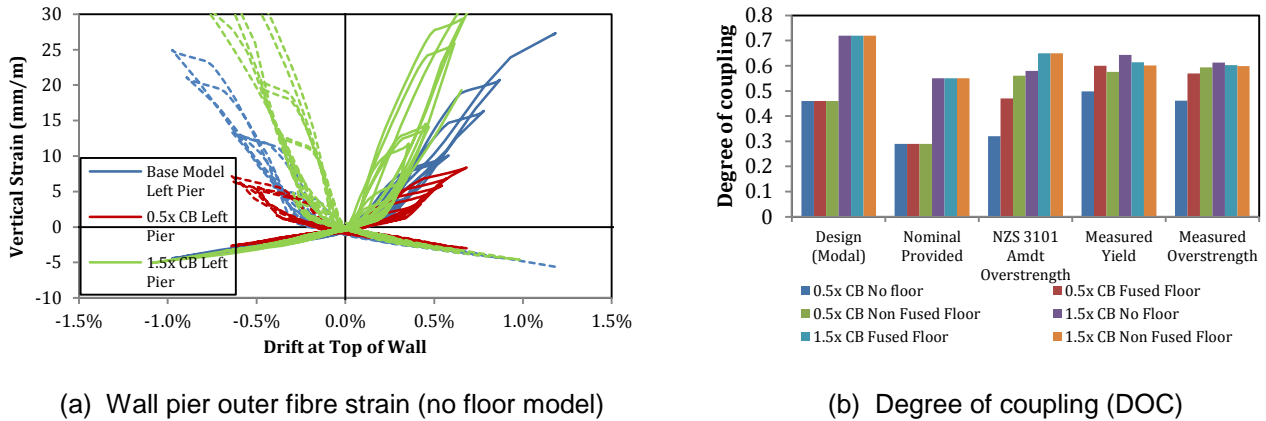 30
25
20
15
10
5
0
-5
-10
Vertical Strain (mm/m)
Base Model
Left Pier
0.5x CB Left
Pier
1.5x CB Left
Pier
-1.5% -1.0% -0.5% 0.0% 0.5% 1.0% 1.5%
Drift at Top of Wall
(a) Wall pier outer fibre strain (no floor model)
0.8
0.7
0.6
0.5
0.4
0.3
0.2
0.1
0
Degree of coupling
Design (Modal)
Nominal Provided
NZS 3101 Amdt Overstrength
Measured Yield
Measured Overstrength
0.5x CB No floor
0.5x CB Fused Floor
0.5x CB Non Fused Floor
1.5x CB No Floor
1.5x CB Fused Floor
1.5x CB Non Fused Floor
(b) Degree of coupling (DOC)